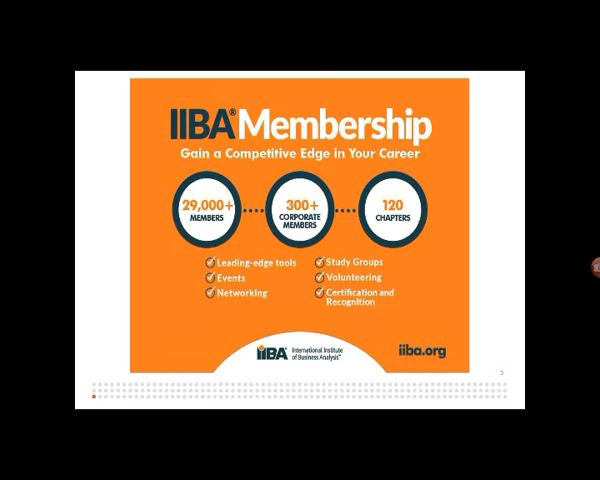 IIBA® Membership
Gain a Competitive Edge in Your Career
29,000+
MEMBERS
300+
CORPORATE
MEMBERS
120
CHAPTERS
Leading-edge tools
Events
Networking
Study Groups
Volunteering
Certification and
Recognition
iiBA®
International Institute
of Business Analysis™
iiba.org
5